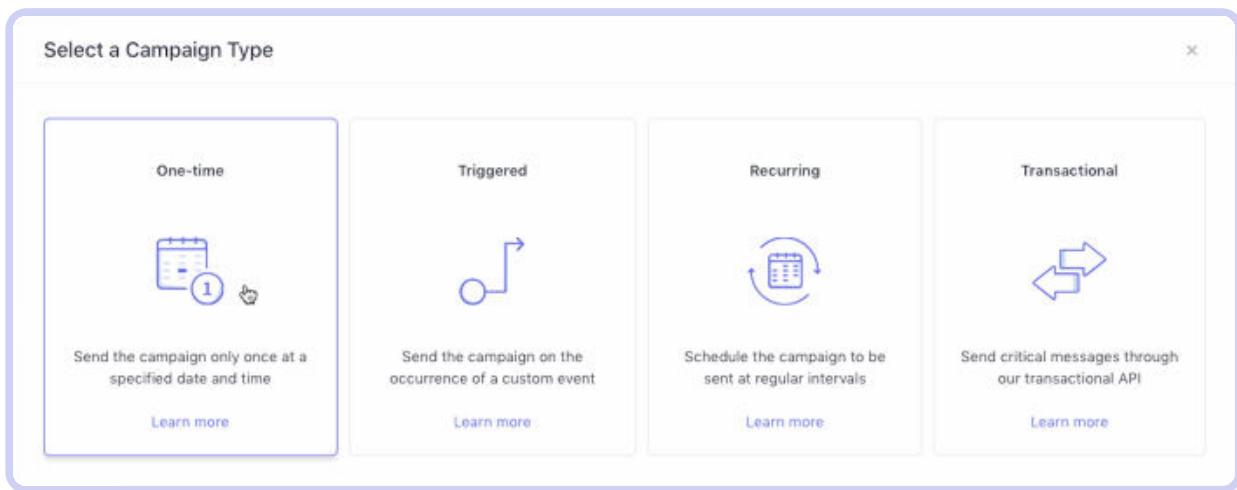 Select a Campaign Type
×
One-time
1
Send the campaign only once at a
specified date and time
Learn more
Triggered
Send the campaign on the
occurrence of a custom event
Learn more
Recurring
Schedule the campaign to be
sent at regular intervals
Learn more
Transactional
Send critical messages through
our transactional API
Learn more